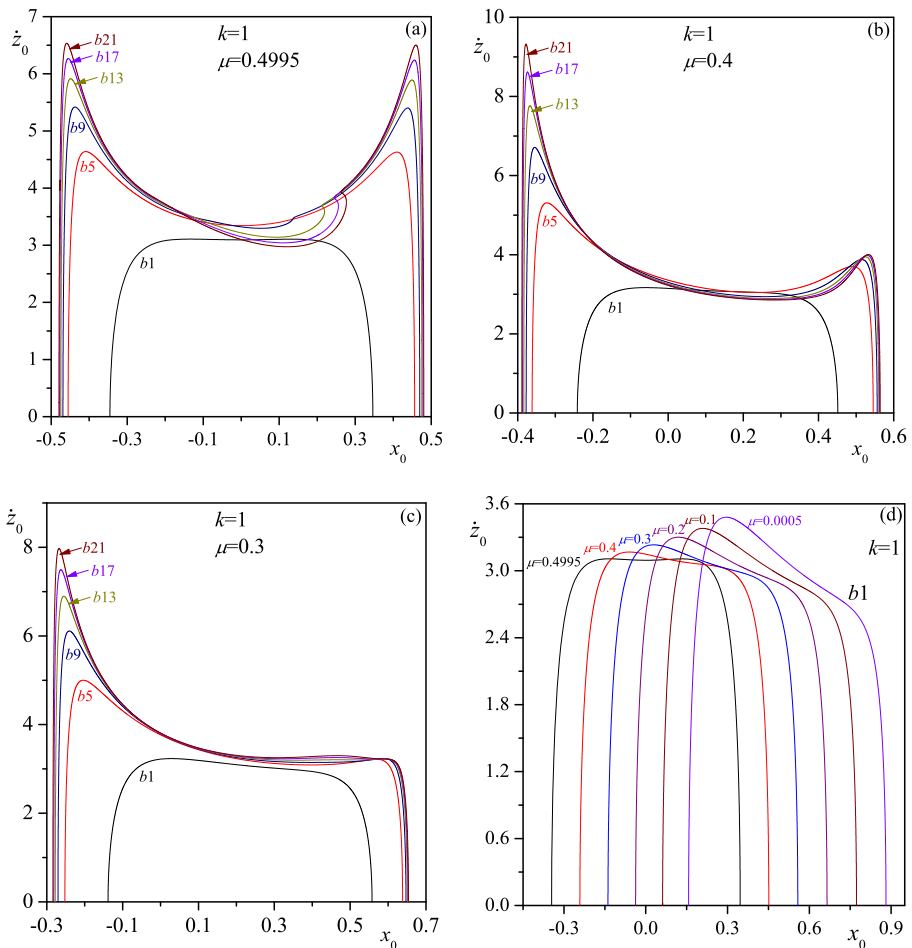 (a)
k=1
μ=0.4995
ż₀
7
6
5
4
3
2
1
0
b21
b17
b13
b9
b5
b1
-0.5 -0.3 -0.1 0.1 0.3 0.5
x₀
(b)
k=1
μ=0.4
ż₀
10
8
6
4
2
0
b21
b17
b13
b9
b5
b1
-0.4 -0.2 0.0 0.2 0.4 0.6
x₀
(c)
k=1
μ=0.3
ż₀
8
6
4
2
0
b21
b17
b13
b9
b5
b1
-0.3 -0.1 0.1 0.3 0.5 0.7
x₀
(d)
k=1
ż₀
3.6
3.0
2.4
1.8
1.2
0.6
0.0
μ=0.4995
μ=0.4
μ=0.3
μ=0.2
μ=0.1
μ=0.0005
b1
-0.3 0.0 0.3 0.6 0.9
x₀